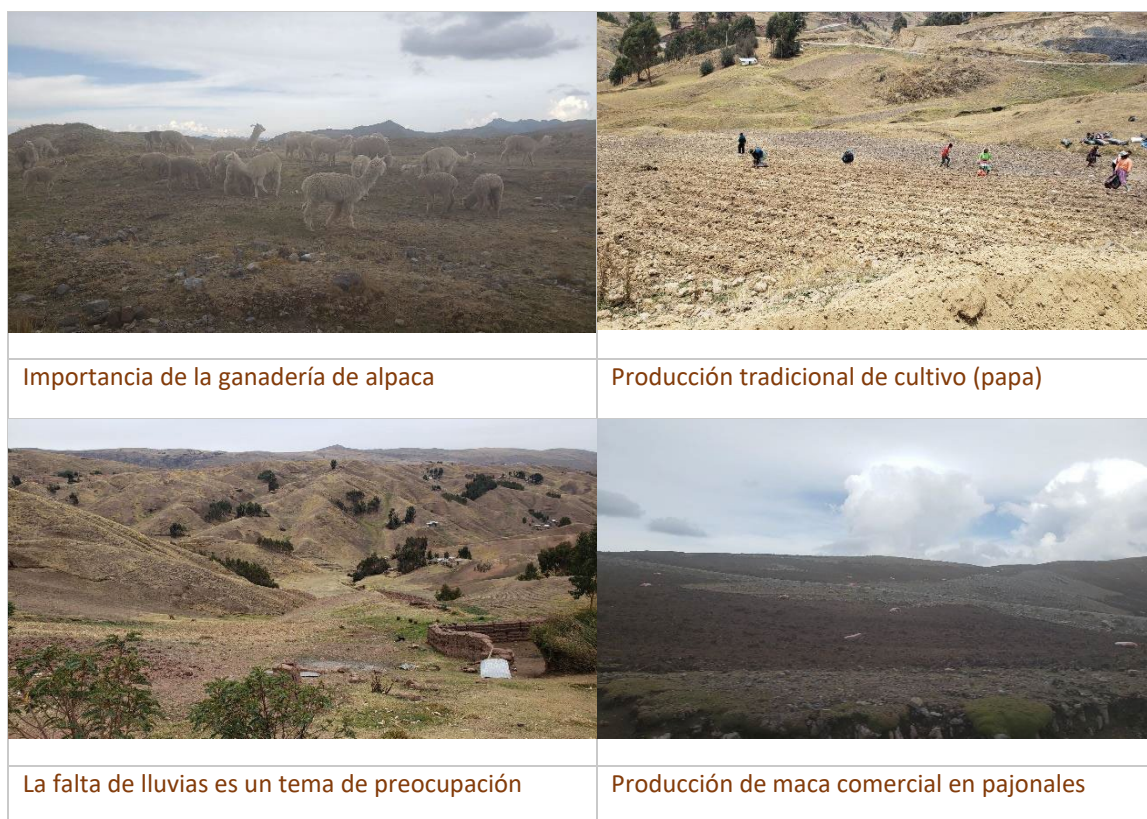 Importancia de la ganadería de alpaca
Producción tradicional de cultivo (papa)
La falta de lluvias es un tema de preocupación
Producción de maca comercial en pajonales